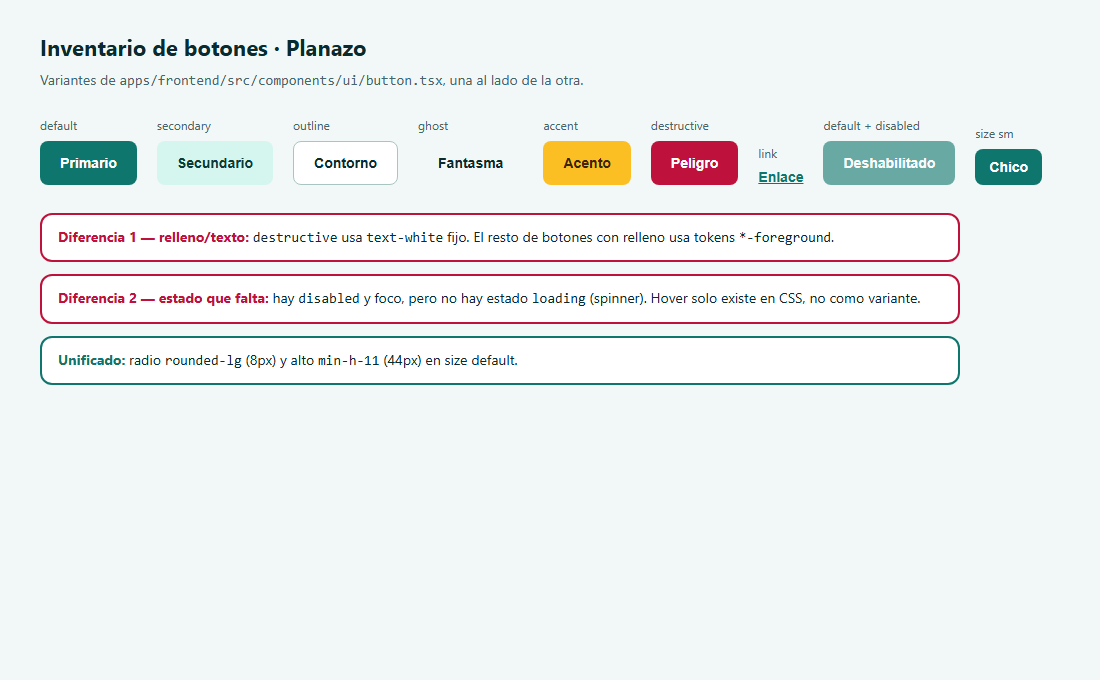 Inventario de botones · Planazo
Variantes de apps/frontend/src/components/ui/button.tsx, una al lado de la otra.
default
secondary
outline
ghost
accent
destructive
link
default + disabled
size sm
Primario
Secundario
Contorno
Fantasma
Acento
Peligro
Enlace
Deshabilitado
Chico
Diferencia 1 — relleno/texto: destructive usa text-white fijo. El resto de botones con relleno usa tokens *-foreground.
Diferencia 2 — estado que falta: hay disabled y foco, pero no hay estado loading (spinner). Hover solo existe en CSS, no como variante.
Unificado: radio rounded-lg (8px) y alto min-h-11 (44px) en size default.